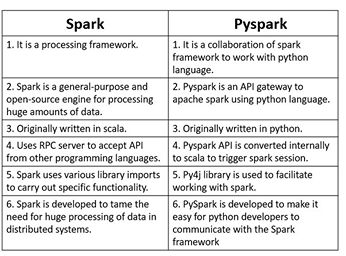 Spark
Pyspark
1. It is a processing framework.
1. It is a collaboration of spark
framework to work with python
language.
2. Spark is a general-purpose and
open-source engine for processing
huge amounts of data.
2. Pyspark is an API gateway to
apache spark using python language.
3. Originally written in scala.
3. Originally written in python.
4. Uses RPC server to accept API
from other programming languages.
4. Pyspark API is converted internally
to scala to trigger spark session.
5. Spark uses various library imports
to carry out specific functionality.
5. Py4j library is used to facilitate
working with spark.
6. Spark is developed to tame the
need for huge processing of data in
distributed systems.
6. PySpark is developed to make it
easy for python developers to
communicate with the Spark
framework